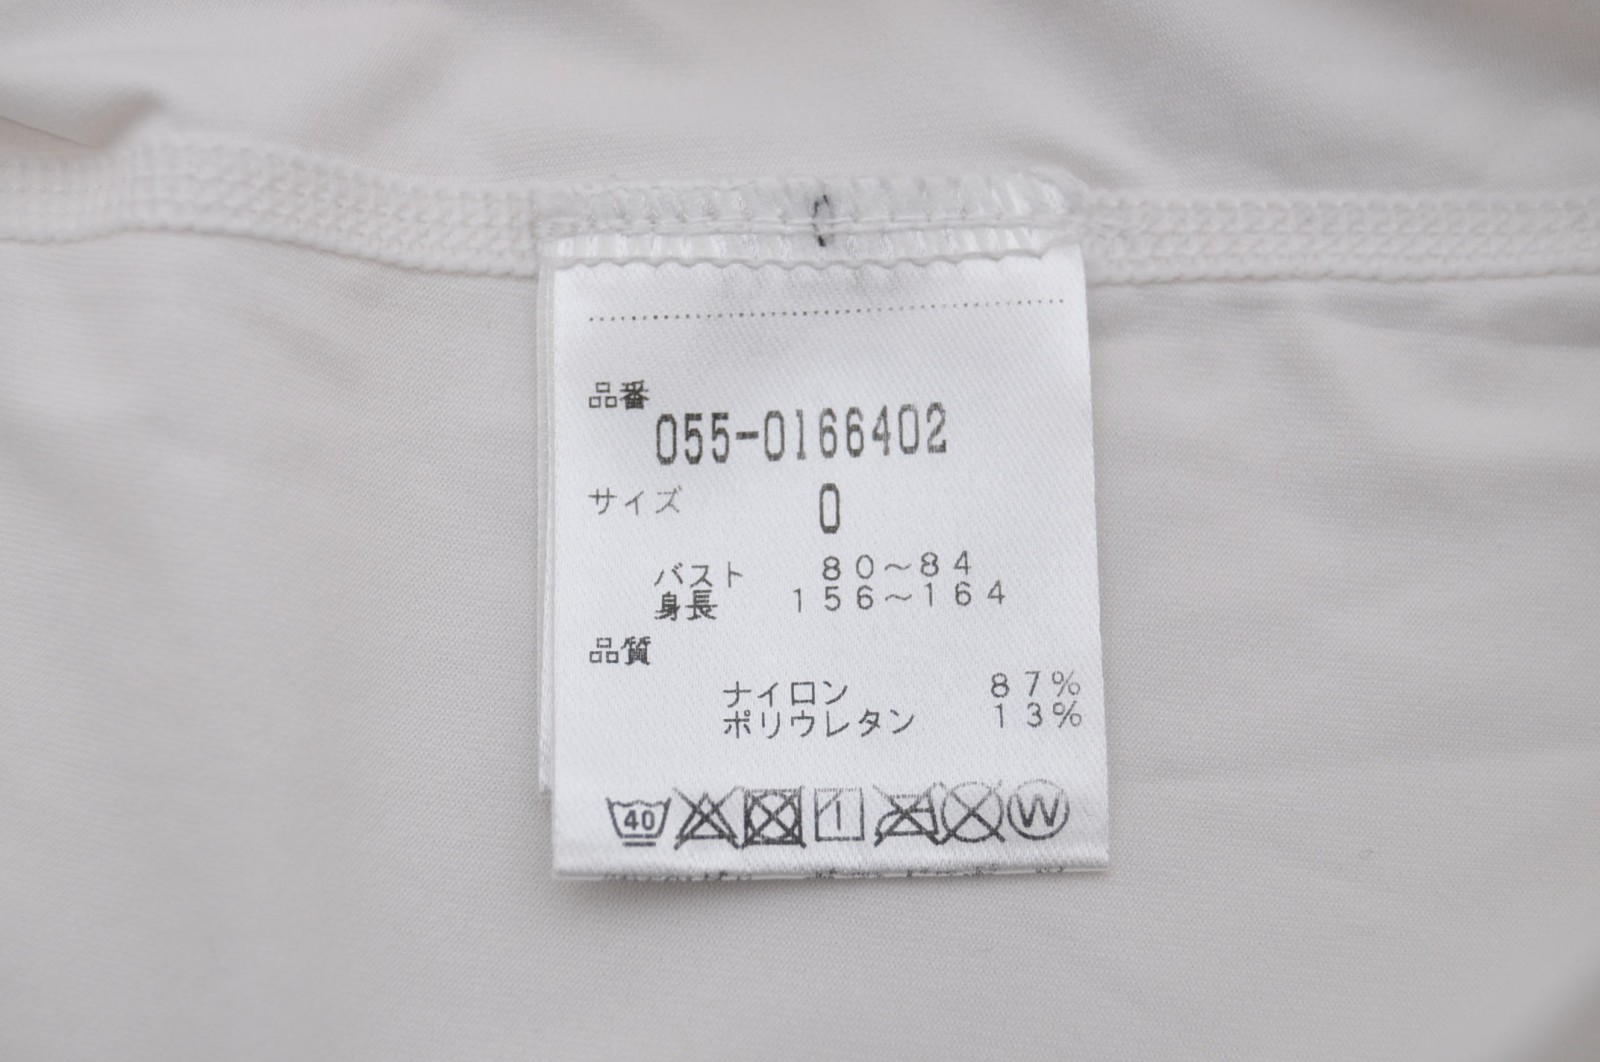 品番
055-0166402
サイズ 0
バスト 80～84
身長 156～164
品質
ナイロン 87%
ポリウレタン 13%
40 W